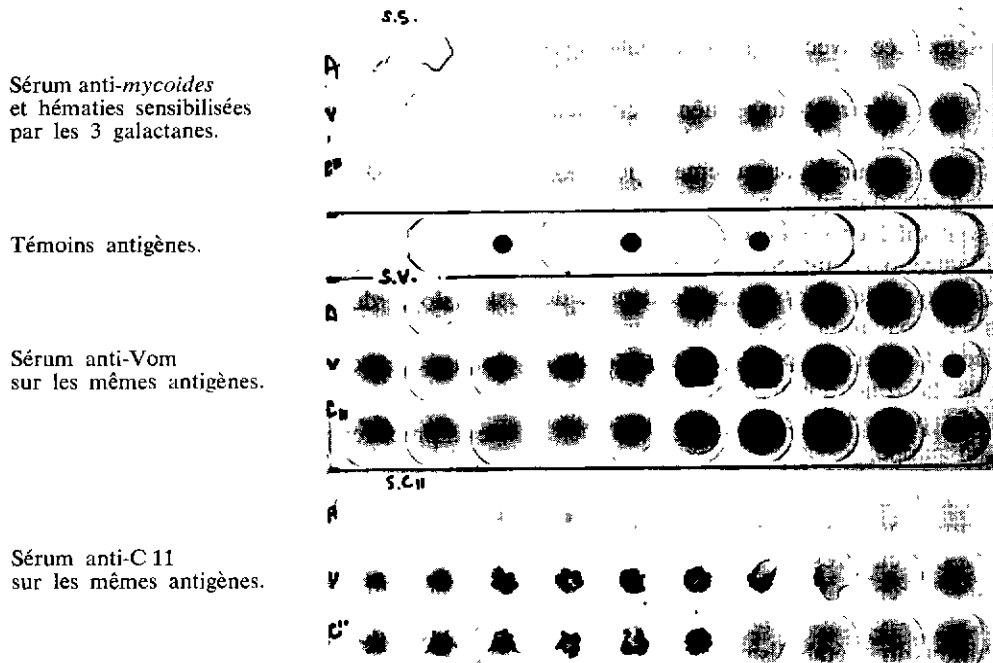 S.S.
A
Sérum anti-mycoides
et hématies sensibilisées
par les 3 galactanes.
V
C"
Témoins antigènes.
S.V.
A
Sérum anti-Vom
sur les mêmes antigènes.
V
C11
S.C11
A
Sérum anti-C 11
sur les mêmes antigènes.
V
C"